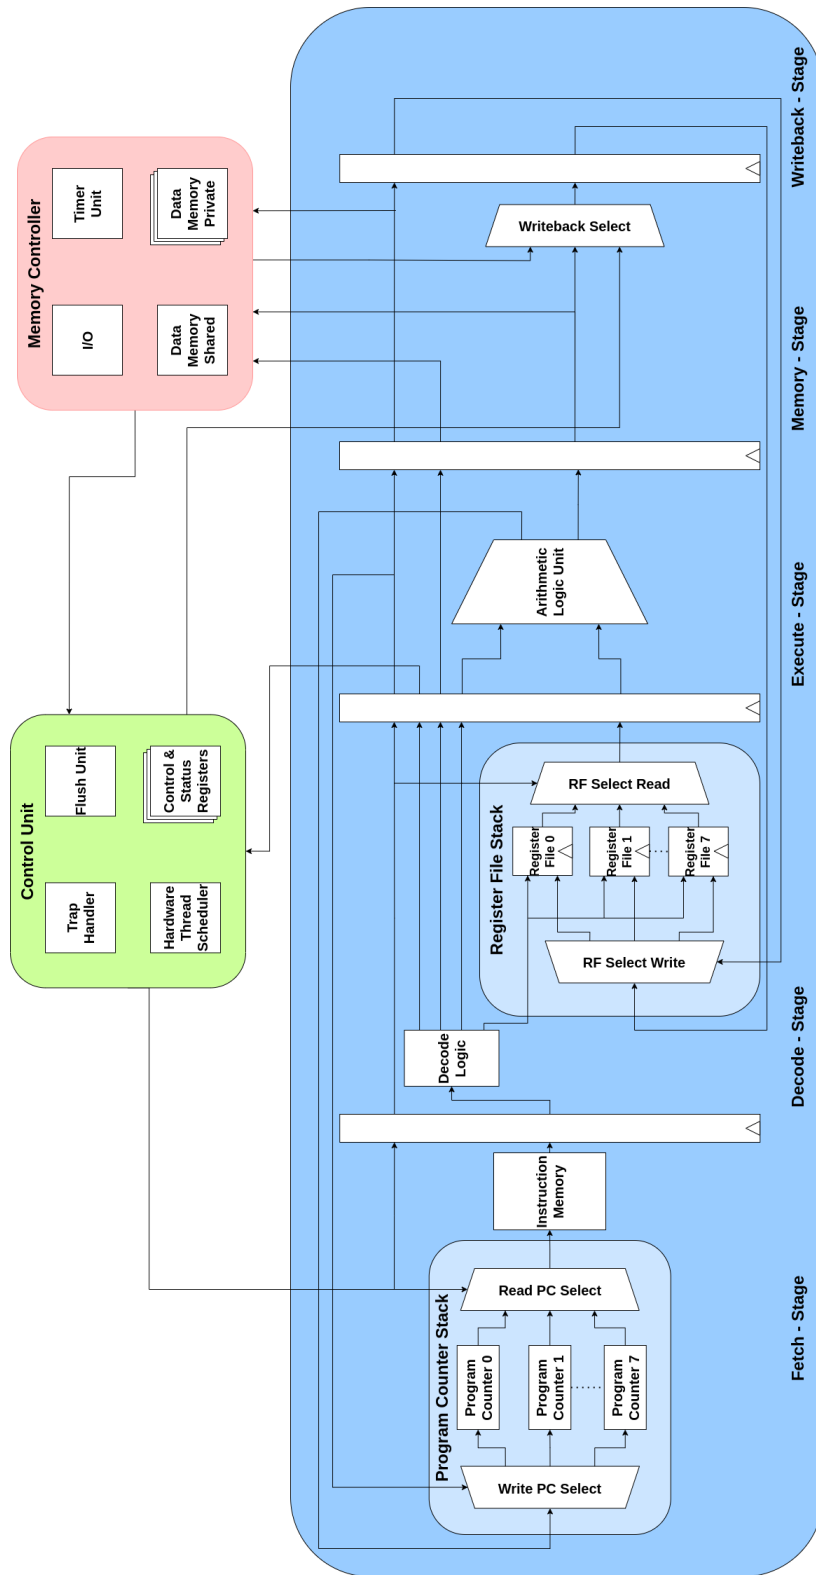 Control Unit
Trap
Handler
Flush Unit
Hardware
Thread
Scheduler
Control &
Status
Registers
Memory Controller
I/O
Timer
Unit
Data
Memory
Shared
Data
Memory
Private
Program Counter Stack
Write PC Select
Program
Counter 0
Program
Counter 1
Program
Counter 7
Read PC Select
Instruction
Memory
Decode
Logic
Register File Stack
RF Select Write
Register
File 0
Register
File 1
Register
File 7
RF Select Read
Arithmetic
Logic Unit
Writeback Select
Fetch - Stage
Decode - Stage
Execute - Stage
Memory - Stage
Writeback - Stage